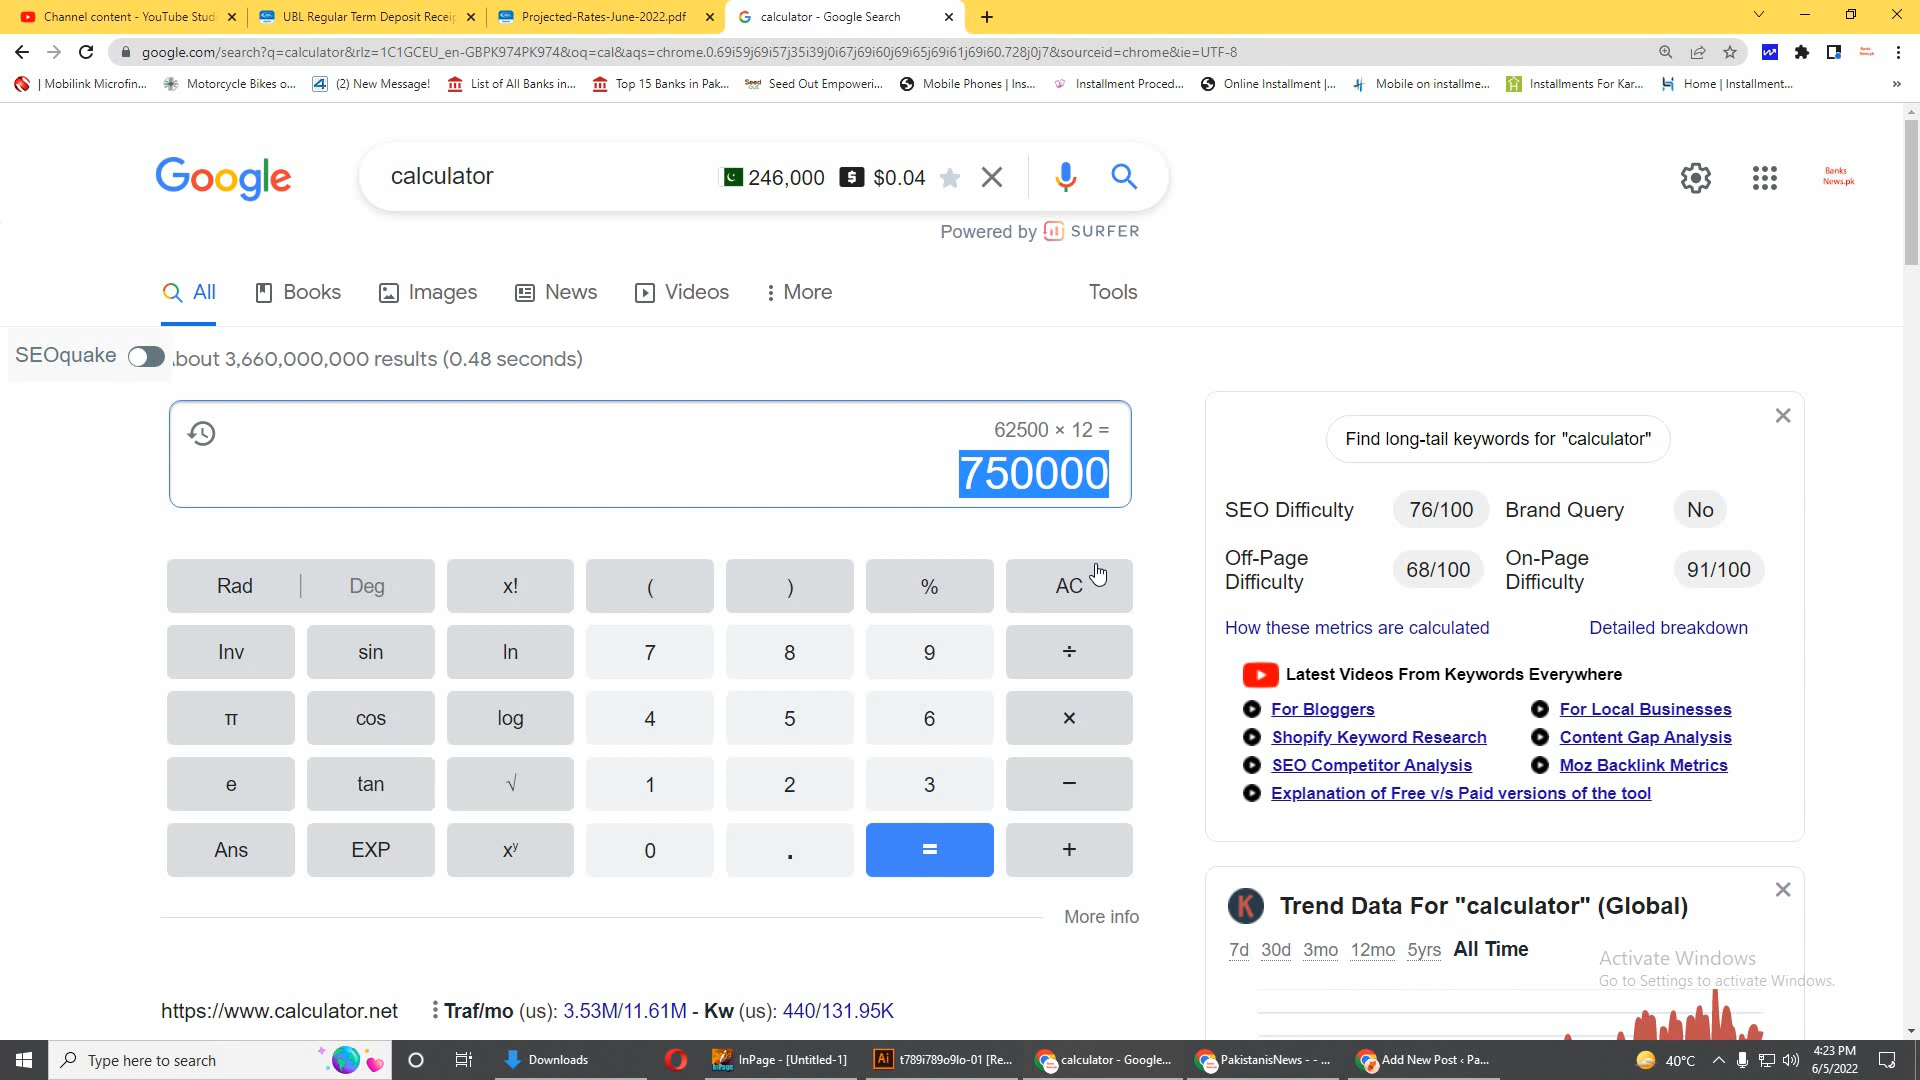 Channel content - YouTube Stud
UBL Regular Term Deposit Receip
Projected-Rates-June-2022.pdf
calculator - Google Search
google.com/search?q=calculator&rlz=1C1GCEU_en-GBPK974PK974&oq=cal&aqs=chrome.0.69i59j69i57j35i39j0i67j69i60j69i65j69i61j69i60.728j0j7&sourceid=chrome&ie=UTF-8
| Mobilink Microfin...
Motorcycle Bikes o...
(2) New Message!
List of All Banks in...
Top 15 Banks in Pak...
Seed Out Empoweri...
Mobile Phones | Ins...
Installment Proced...
Online Installment |...
Mobile on installme...
Installments For Kar...
Home | Installment...
»
Google
calculator
246,000
$0.04
Banks
News.pk
Powered by SURFER
All
Books
Images
News
Videos
More
Tools
SEOquake
bout 3,660,000,000 results (0.48 seconds)
62500 × 12 =
750000
Rad | Deg x! ( ) % AC
Inv sin ln 7 8 9 ÷
π cos log 4 5 6 ×
e tan √ 1 2 3 −
Ans EXP xʸ 0 . = +
More info
https://www.calculator.net
Traf/mo (us): 3.53M/11.61M - Kw (us): 440/131.95K
Find long-tail keywords for "calculator"
SEO Difficulty 76/100 Brand Query No
Off-Page
Difficulty
68/100
On-Page
Difficulty
91/100
How these metrics are calculated
Detailed breakdown
Latest Videos From Keywords Everywhere
For Bloggers
For Local Businesses
Shopify Keyword Research
Content Gap Analysis
SEO Competitor Analysis
Moz Backlink Metrics
Explanation of Free v/s Paid versions of the tool
K
Trend Data For "calculator" (Global)
7d 30d 3mo 12mo 5yrs All Time
Activate Windows
Go to Settings to activate Windows.
Type here to search
Downloads
InPage - [Untitled-1]
Ai
t789i789o9lo-01 [Re...
calculator - Google...
PakistanisNews - - ...
Add New Post ‹ Pa...
40°C
4:23 PM
6/5/2022